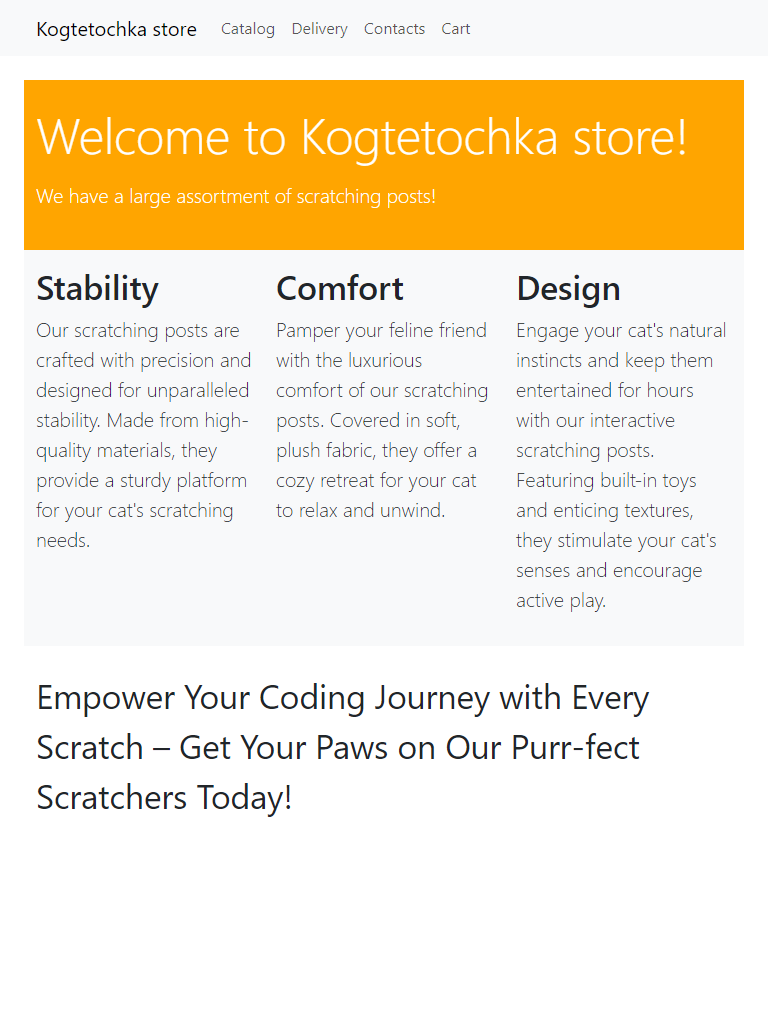 Kogtetochka store Catalog Delivery Contacts Cart
Welcome to Kogtetochka store!
We have a large assortment of scratching posts!
Stability
Our scratching posts are
crafted with precision and
designed for unparalleled
stability. Made from high-
quality materials, they
provide a sturdy platform
for your cat's scratching
needs.
Comfort
Pamper your feline friend
with the luxurious
comfort of our scratching
posts. Covered in soft,
plush fabric, they offer a
cozy retreat for your cat
to relax and unwind.
Design
Engage your cat's natural
instincts and keep them
entertained for hours
with our interactive
scratching posts.
Featuring built-in toys
and enticing textures,
they stimulate your cat's
senses and encourage
active play.
Empower Your Coding Journey with Every
Scratch – Get Your Paws on Our Purr-fect
Scratchers Today!